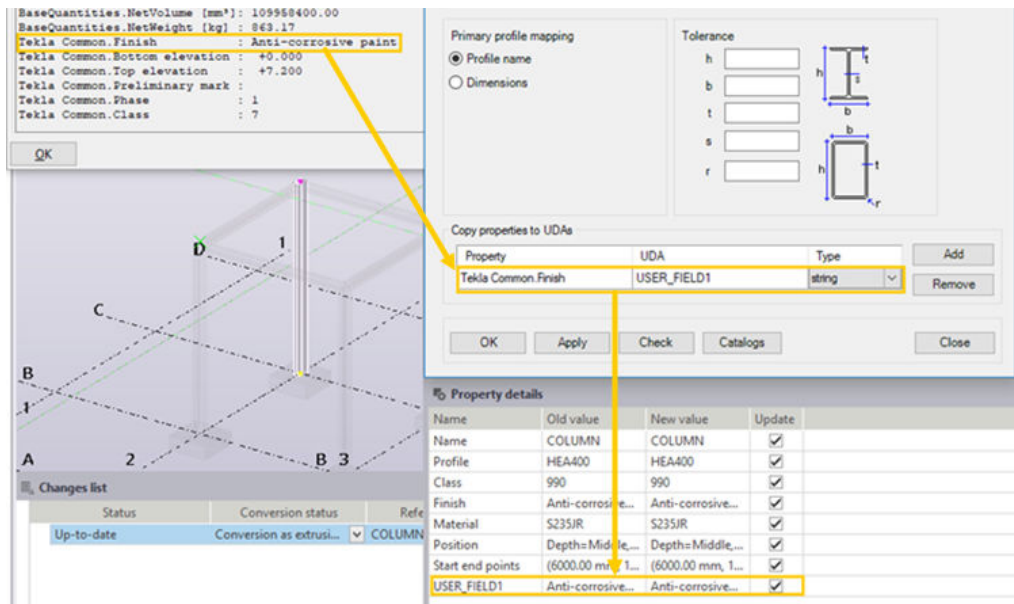 BaseQuantities.NetVolume [mm³]: 109958400.00
BaseQuantities.NetWeight [kg] : 863.17
Tekla Common.Finish : Anti-corrosive paint
Tekla Common.Bottom elevation : +0.000
Tekla Common.Top elevation : +7.200
Tekla Common.Preliminary mark :
Tekla Common.Phase : 1
Tekla Common.Class : 7
OK
Primary profile mapping
Profile name
Dimensions
Tolerance
h
b
t
s
r
h
t
s
b
b
h
t
r
Copy properties to UDAs
Property UDA Type
Tekla Common.Finish USER_FIELD1 string
Add
Remove
OK Apply Check Catalogs Close
D
1
C
B
1
A 2 B 3
Changes list
Status Conversion status Refe
Up-to-date Conversion as extrusi... COLUMN
Property details
Name Old value New value Update
Name COLUMN COLUMN
Profile HEA400 HEA400
Class 990 990
Finish Anti-corrosive... Anti-corrosive...
Material S235JR S235JR
Position Depth=Middle,... Depth=Middle,...
Start end points (6000.00 mm, 1... (6000.00 mm, 1...
USER_FIELD1 Anti-corrosive... Anti-corrosive...